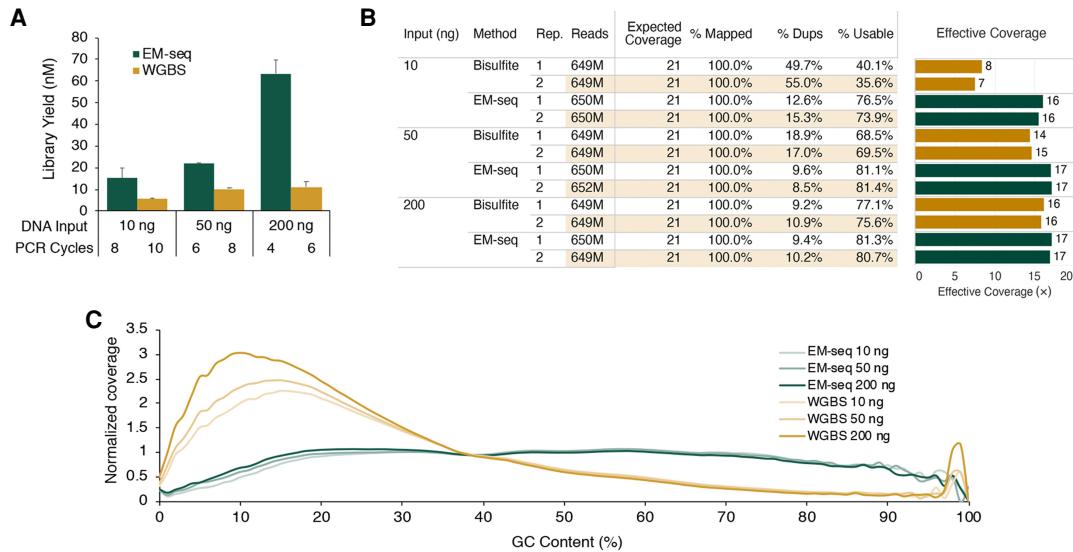 A
Library Yield (nM)
80
70
60
50
40
30
20
10
0
EM-seq
WGBS
DNA Input 10 ng 50 ng 200 ng
PCR Cycles 8 10 6 8 4 6
B
Input (ng) Method Rep. Reads Expected Coverage % Mapped % Dups % Usable Effective Coverage
10 Bisulfite 1 649M 21 100.0% 49.7% 40.1% 8
2 649M 21 100.0% 55.0% 35.6% 7
EM-seq 1 650M 21 100.0% 12.6% 76.5% 16
2 650M 21 100.0% 15.3% 73.9% 16
50 Bisulfite 1 649M 21 100.0% 18.9% 68.5% 14
2 649M 21 100.0% 17.0% 69.5% 15
EM-seq 1 650M 21 100.0% 9.6% 81.1% 17
2 652M 21 100.0% 8.5% 81.4% 17
200 Bisulfite 1 649M 21 100.0% 9.2% 77.1% 16
2 649M 21 100.0% 10.9% 75.6% 16
EM-seq 1 650M 21 100.0% 9.4% 81.3% 17
2 649M 21 100.0% 10.2% 80.7% 17
0 5 10 15 20
Effective Coverage (×)
C
Normalized coverage
3.5
3
2.5
2
1.5
1
0.5
0
EM-seq 10 ng
EM-seq 50 ng
EM-seq 200 ng
WGBS 10 ng
WGBS 50 ng
WGBS 200 ng
0 10 20 30 40 50 60 70 80 90 100
GC Content (%)